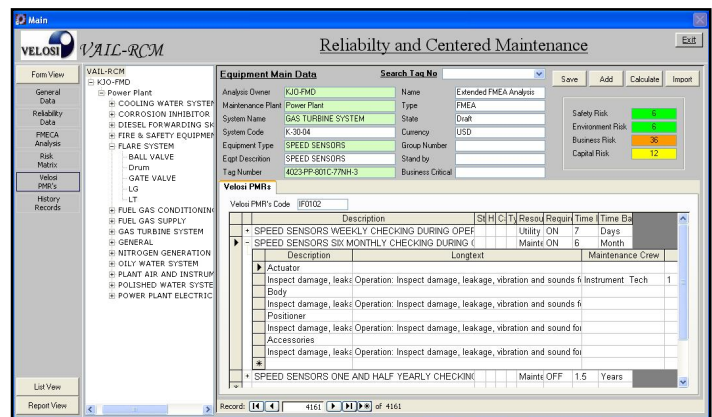 Main
VELOSI
VAIL-RCM
Reliabilty and Centered Maintenance
Exit
Form View
General Data
Reliability Data
FMECA Analysis
Risk Matrix
Velosi PMR's
History Records
List View
Report View
VAIL-RCM
KJO-FMD
Power Plant
COOLING WATER SYSTEM
CORROSION INHIBITOR
DIESEL FORWARDING SK
FIRE & SAFETY EQUIPMEN
FLARE SYSTEM
BALL VALVE
Drum
GATE VALVE
LG
LT
FUEL GAS CONDITIONIN
FUEL GAS SUPPLY
GAS TURBINE SYSTEM
GENERAL
NITROGEN GENERATION
OILY WATER SYSTEM
PLANT AIR AND INSTRUM
POLISHED WATER SYSTE
POWER PLANT ELECTRIC
Equipment Main Data
Search Tag No
Save Add Calculate Import
Analysis Owner KJO-FMD Name Extended FMEA Analysis
Maintenance Plant Power Plant Type FMEA
System Name GAS TURBINE SYSTEM State Draft
System Code K-30-04 Currency USD
Equipment Type SPEED SENSORS Group Number
Eqpt Descrition SPEED SENSORS Stand by
Tag Number 4023-PP-801C-77NH-3 Business Critical
Safety Risk 6
Environment Risk 6
Business Risk 36
Capital Risk 12
Velosi PMRs
Velosi PMR's Code IF0102
Description St H C Ty Resou Requir Time I Time Ba
SPEED SENSORS WEEKLY CHECKING DURING OPER Utility ON 7 Days
SPEED SENSORS SIX MONTHLY CHECKING DURING ( Mainte ON 6 Month
Description Longtext Maintenance Crew
Actuator
Inspect damage, leaka Operation: Inspect damage, leakage, vibration and sounds fo Instrument Tech 1
Body
Inspect damage, leaka Operation: Inspect damage, leakage, vibration and sounds fo
Positioner
Inspect damage, leaka Operation: Inspect damage, leakage, vibration and sound for
Accessories
Inspect damage, leaka Operation: Inspect damage, leakage, vibration and sound for
SPEED SENSORS ONE AND HALF YEARLY CHECKING Mainte OFF 1.5 Years
Record: 4161 of 4161